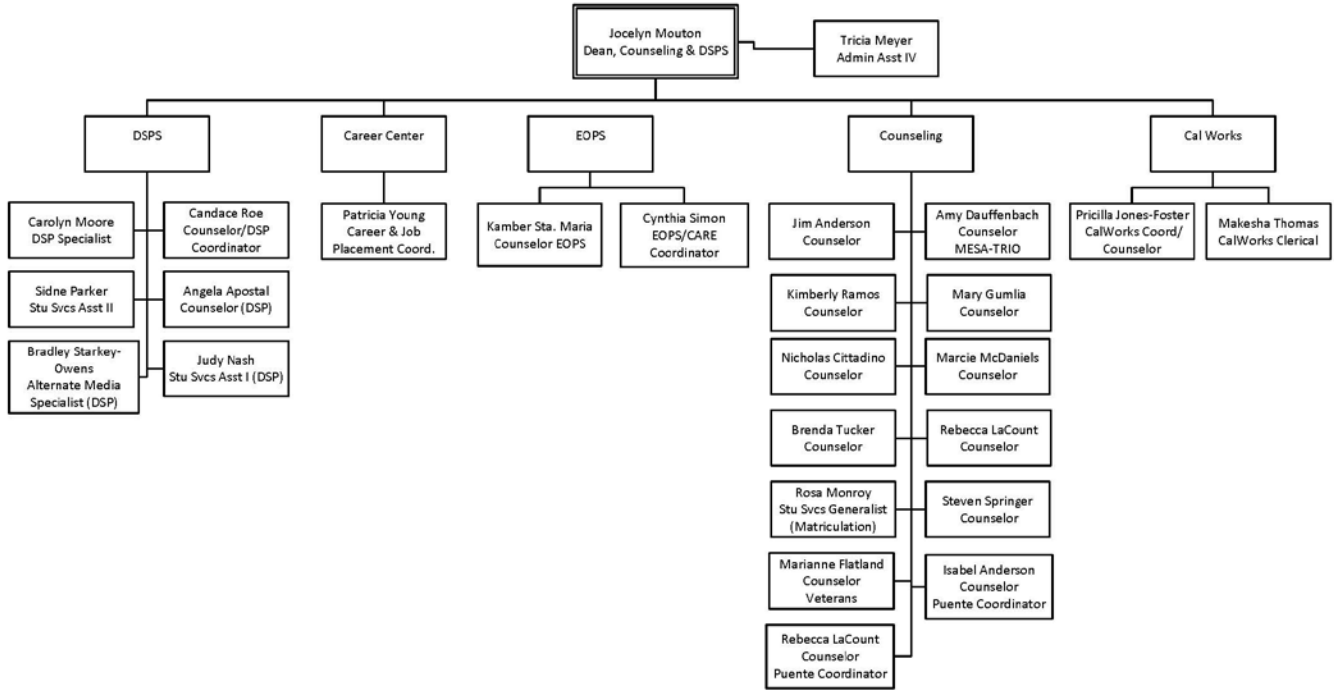 Jocelyn Mouton
Dean, Counseling & DSPS
Tricia Meyer
Admin Asst IV
DSPS
Career Center
EOPS
Counseling
Cal Works
Carolyn Moore
DSP Specialist
Candace Roe
Counselor/DSP
Coordinator
Sidne Parker
Stu Svcs Asst II
Angela Apostal
Counselor (DSP)
Bradley Starkey-
Owens
Alternate Media
Specialist (DSP)
Judy Nash
Stu Svcs Asst I (DSP)
Patricia Young
Career & Job
Placement Coord.
Kamber Sta. Maria
Counselor EOPS
Cynthia Simon
EOPS/CARE
Coordinator
Jim Anderson
Counselor
Amy Dauffenbach
Counselor
MESA-TRIO
Kimberly Ramos
Counselor
Mary Gumlia
Counselor
Nicholas Cittadino
Counselor
Marcie McDaniels
Counselor
Brenda Tucker
Counselor
Rebecca LaCount
Counselor
Rosa Monroy
Stu Svcs Generalist
(Matriculation)
Steven Springer
Counselor
Marianne Flatland
Counselor
Veterans
Isabel Anderson
Counselor
Puente Coordinator
Rebecca LaCount
Counselor
Puente Coordinator
Pricilla Jones-Foster
CalWorks Coord/
Counselor
Makesha Thomas
CalWorks Clerical